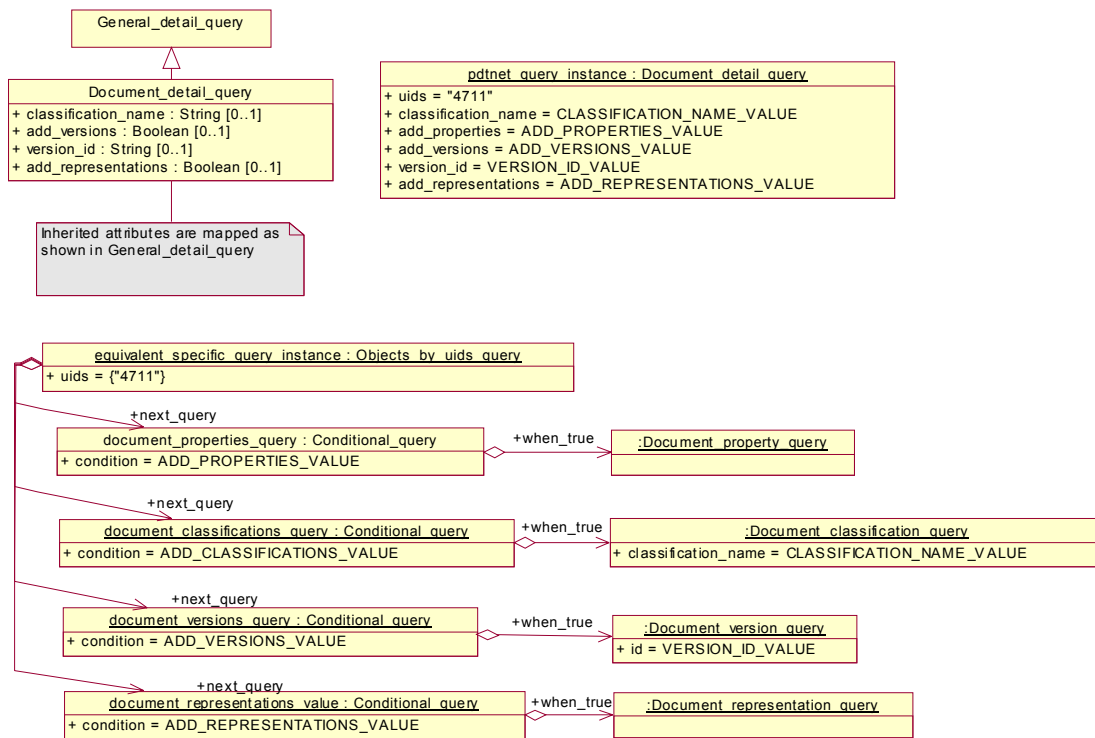 General_detail_query
Document_detail_query
+ classification_name : String [0..1]
+ add_versions : Boolean [0..1]
+ version_id : String [0..1]
+ add_representations : Boolean [0..1]
Inherited attributes are mapped as
shown in General_detail_query
pdtnet_query_instance : Document_detail_query
+ uids = "4711"
+ classification_name = CLASSIFICATION_NAME_VALUE
+ add_properties = ADD_PROPERTIES_VALUE
+ add_versions = ADD_VERSIONS_VALUE
+ version_id = VERSION_ID_VALUE
+ add_representations = ADD_REPRESENTATIONS_VALUE
equivalent_specific_query_instance : Objects_by_uids_query
+ uids = {"4711"}
+next_query
document_properties_query : Conditional_query
+ condition = ADD_PROPERTIES_VALUE
+when_true
:Document_property_query
+next_query
document_classifications_query : Conditional_query
+ condition = ADD_CLASSIFICATIONS_VALUE
+when_true
:Document_classification_query
+ classification_name = CLASSIFICATION_NAME_VALUE
+next_query
document_versions_query : Conditional_query
+ condition = ADD_VERSIONS_VALUE
+when_true
:Document_version_query
+ id = VERSION_ID_VALUE
+next_query
document_representations_value : Conditional_query
+ condition = ADD_REPRESENTATIONS_VALUE
+when_true
:Document_representation_query